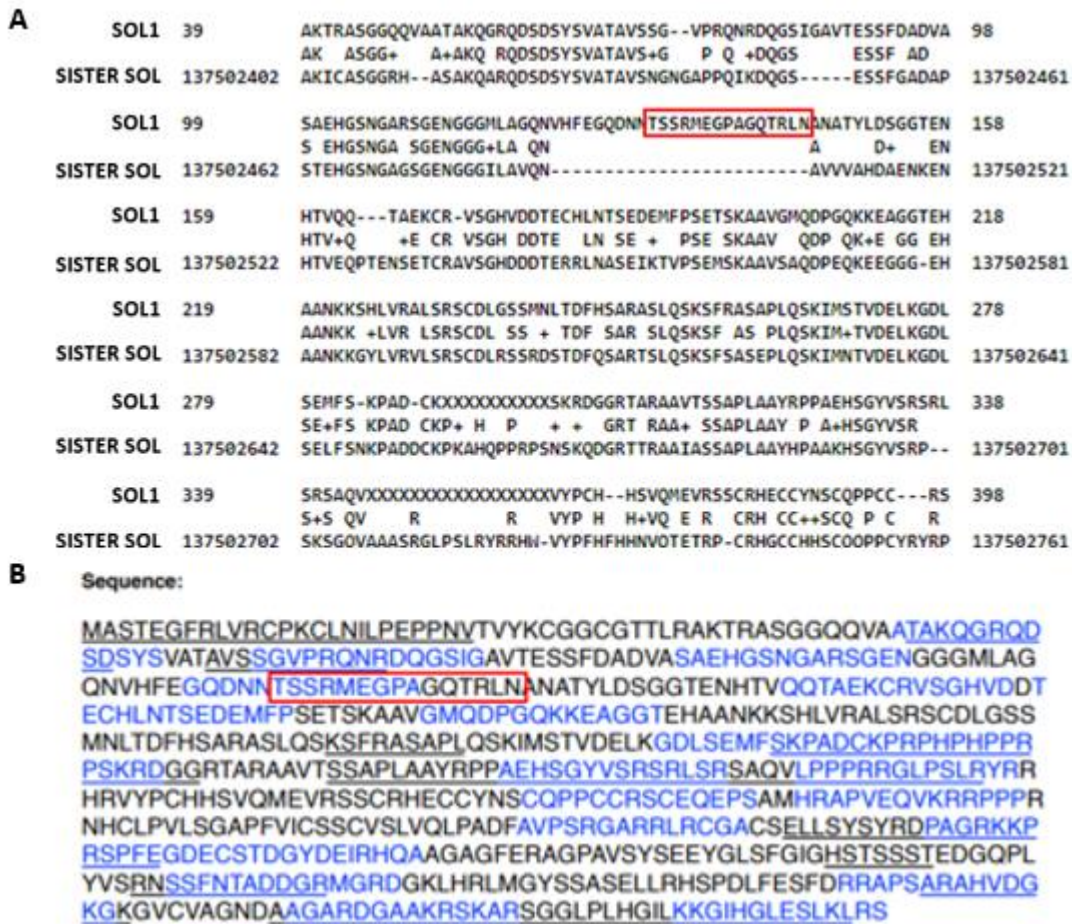 A
SOL1 39 AKTRASGGQQVAATAKQGRQDSDSYSVATAVSSG--VPRQNRDQGSIGAVTESSFDADVA 98
AK ASGG+ A+AKQ RQDSDSYSVATAVS+G P Q +DQGS ESSF AD
SISTER SOL 137502402 AKICASGGRH--ASAKQARQDSDSYSVATAVSNGNGAPPQIKDQGS-----ESSFGADAP 137502461
SOL1 99 SAEHGSNGARSGENGGGMLAGQNVHFEGQDNNTSSRMEGPAGQTRLNANATYLDSGGTEN 158
S EHGSNGA SGENGGG+LA QN A D+ EN
SISTER SOL 137502462 STEHGSNGAGSGENGGGILAVQN------------------------AVVVAHDAENKEN 137502521
SOL1 159 HTVQQ---TAEKCR-VSGHVDDTECHLNTSEDEMFPSETSKAAVGMQDPGQKKEAGGTEH 218
HTV+Q +E CR VSGH DDTE LN SE + PSE SKAAV QDP QK+E GG EH
SISTER SOL 137502522 HTVEQPTENSETCRAVSGHDDDTERRLNASEIKTVPSEMSKAAVSAQDPEQKEEGGG-EH 137502581
SOL1 219 AANKKSHLVRALSRSCDLGSSMNLTDFHSARASLQSKSFRASAPLQSKIMSTVDELKGDL 278
AANKK +LVR LSRSCDL SS + TDF SAR SLQSKSF AS PLQSKIM+TVDELKGDL
SISTER SOL 137502582 AANKKGYLVRVLSRSCDLRSSRDSTDFQSARTSLQSKSFSASEPLQSKIMNTVDELKGDL 137502641
SOL1 279 SEMFS-KPAD-CKXXXXXXXXXXXSKRDGGRTARAAVTSSAPLAAYRPPAEHSGYVSRSRL 338
SE+FS KPAD CKP+ H P + + GRT RAA+ SSAPLAAY P A+HSGYVSR
SISTER SOL 137502642 SELFSNKPADDCKPKAHQPPRPSNSKQDGRTTRAAIASSAPLAAYHPAAKHSGYVSRP-- 137502701
SOL1 339 SRSAQVXXXXXXXXXXXXXXXXXVYPCH--HSVQMEVRSSCRHECCYNSCQPPCC---RS 398
S+S QV R R VYP H H+VQ E R CRH CC++SCQ P C R
SISTER SOL 137502702 SKSGQVAAASRGLPSLRYRRHW-VYPFHFHHNVQTETRP-CRHGCCHHSCQQPPCYRYRP 137502761
B
Sequence:
MASTEGFRLVRCPKCLNILPEPPNVTVYKCGGCGTTLRAKTRASGGQQVAATAKQGRQD
SDSYSVATAVSSGVPRQNRDQGSIGAVTESSFDADVASAEHGSNGARSGENGGGMLAG
QNVHFEGQDNNTSSRMEGPAGQTRLNANATYLDSGGTENHTVQQTAEKCRVSGHVDDT
ECHLNTSEDEMFPSETSKAAVGMQDPGQKKEAGGTEHAANKKSHLVRALSRSCDLGSS
MNLTDFHSARASLQSKSFRASAPLQSKIMSTVDELKGDLSEMFSKPADCKPRPHPHPPR
PSKRDGGRTARAAVTSSAPLAAYRPPAEHSGYVSRSRLSRSAQVLPPPRRGLPSLRYRR
HRVYPCHHSVQMEVRSSCRHECCYNSCQPPCCRSCEQEPSAMHRAPVEQVKRRPPPR
NHCLPVLSGAPFVICSSCVSLVQLPADFAVPSRGARRLRCGACSELLSYSYRDPAGRKKP
RSPFEGDECSTDGYDEIRHQAAGAGFERAGPAVSYSEEYGLSFGIGHSTSSSTEDGQPL
YVSRNSSFNTADDGRMGRDGKLHRLMGYSSASELLRHSPDLFESFDRRAPSARAHVDG
KGKGVCVAGNDAAGARDGAAKRSKARSGGLPLHGILKKGIHGLESLKLRS